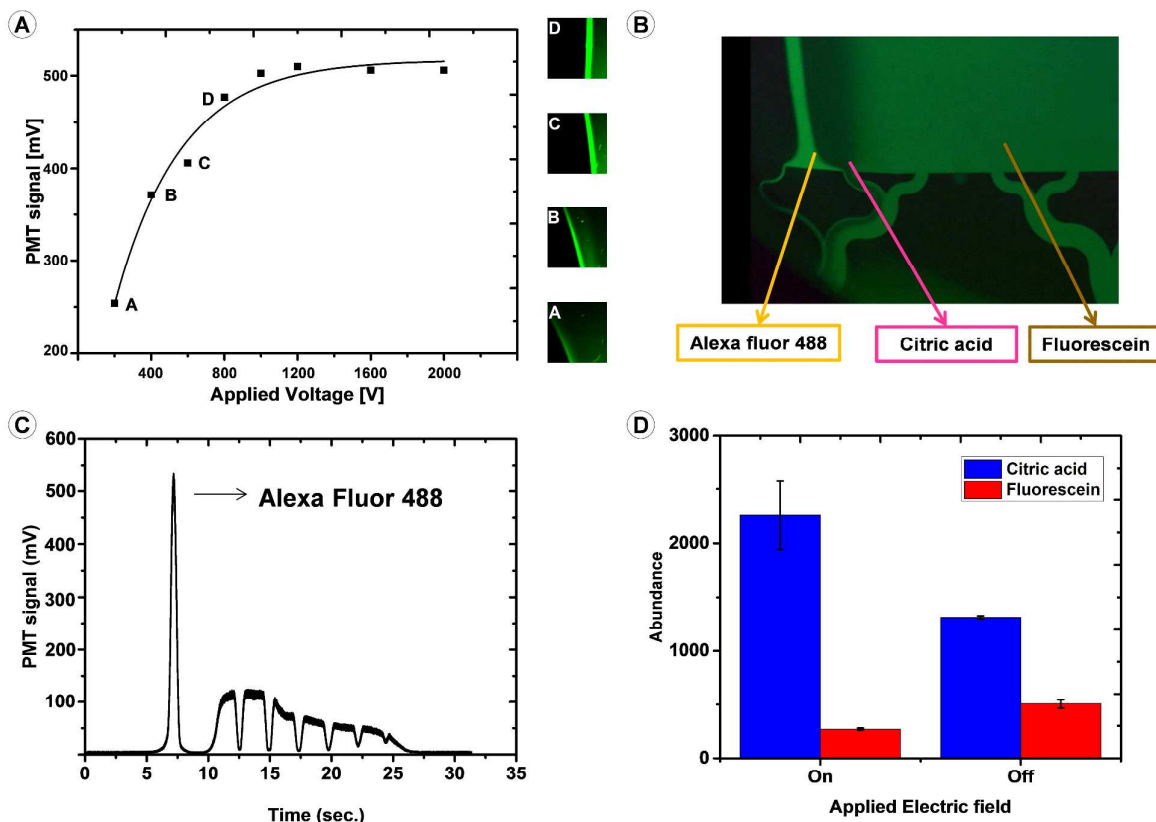 A
500
400
300
200
PMT signal [mV]
A
B
C
D
400
800
1200
1600
2000
Applied Voltage [V]
D
C
B
A
B
Alexa fluor 488
Citric acid
Fluorescein
C
600
500
400
300
200
100
0
PMT signal (mV)
Alexa Fluor 488
0
5
10
15
20
25
30
35
Time (sec.)
D
3000
2000
1000
0
Abundance
Citric acid
Fluorescein
On
Off
Applied Electric field